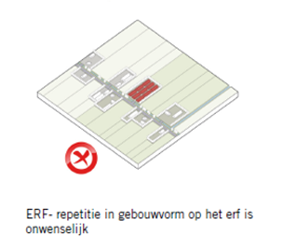 ERF- repetitie in gebouwvorm op het erf is
onwenselijk